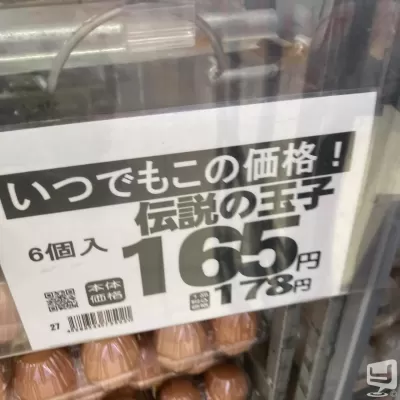 いつでもこの価格！
伝説の玉子
6個入
165円
本体
価格
178円
27